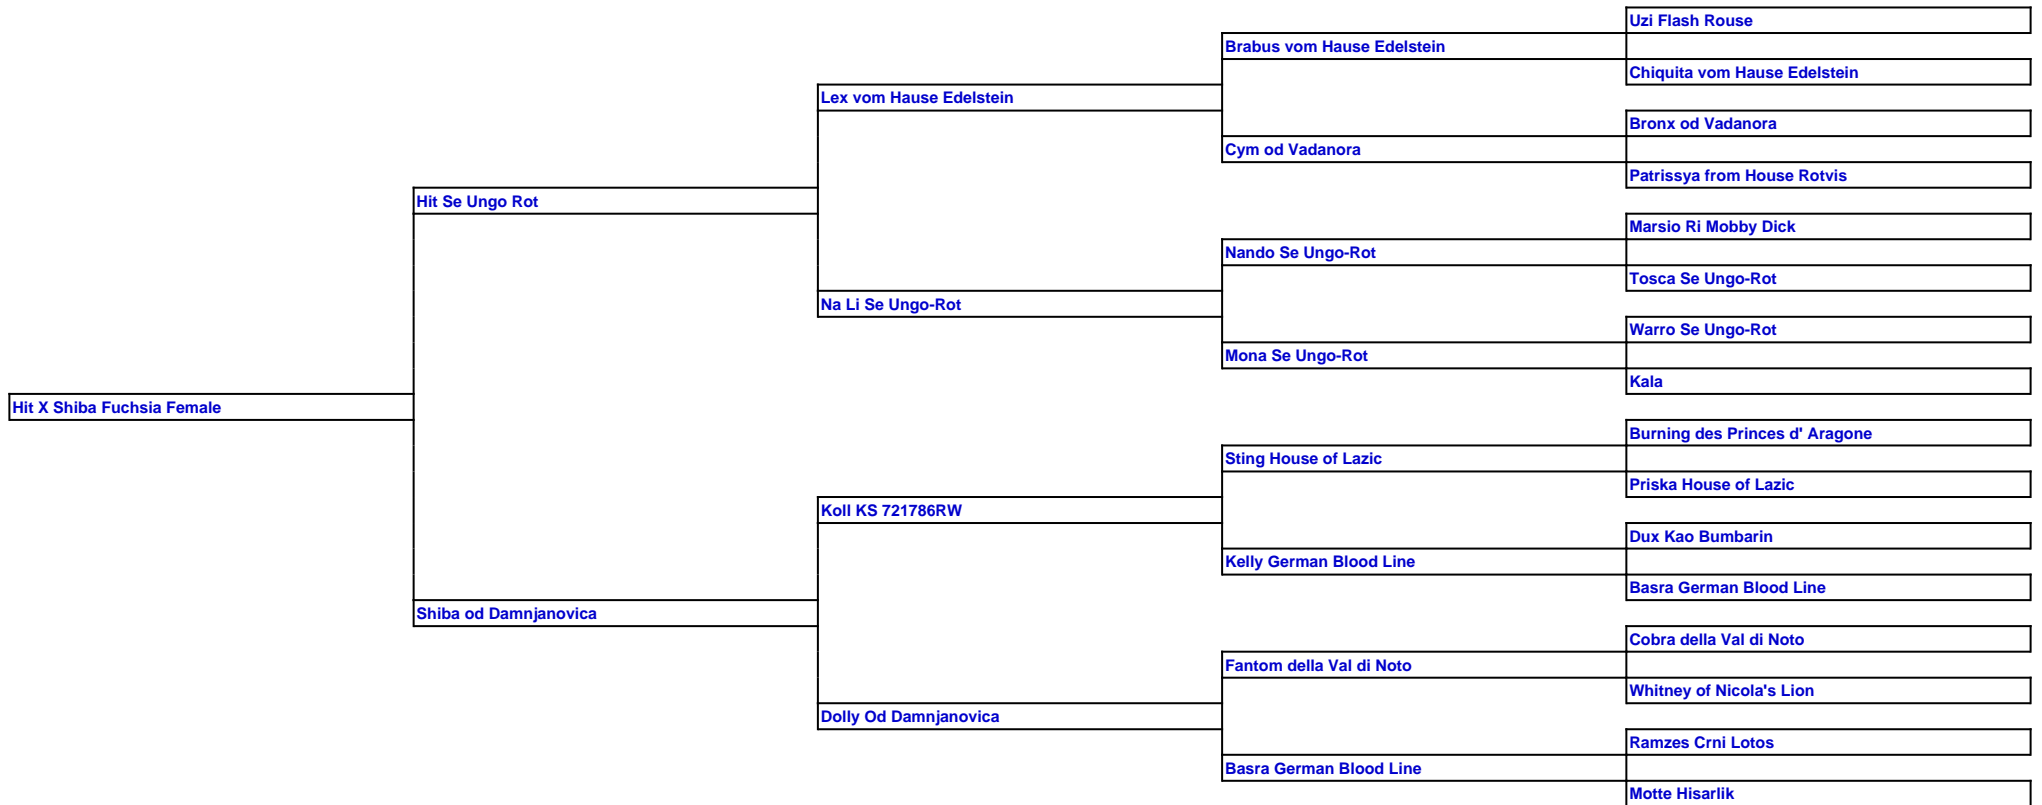 Uzi Flash Rouse
Brabus vom Hause Edelstein
Chiquita vom Hause Edelstein
Lex vom Hause Edelstein
Bronx od Vadanora
Cym od Vadanora
Patrissya from House Rotvis
Hit Se Ungo Rot
Marsio Ri Mobby Dick
Nando Se Ungo-Rot
Tosca Se Ungo-Rot
Na Li Se Ungo-Rot
Warro Se Ungo-Rot
Mona Se Ungo-Rot
Kala
Hit X Shiba Fuchsia Female
Burning des Princes d' Aragone
Sting House of Lazic
Priska House of Lazic
Koll KS 721786RW
Dux Kao Bumbarin
Kelly German Blood Line
Basra German Blood Line
Shiba od Damnjanovica
Cobra della Val di Noto
Fantom della Val di Noto
Whitney of Nicola's Lion
Dolly Od Damnjanovica
Ramzes Crni Lotos
Basra German Blood Line
Motte Hisarlik